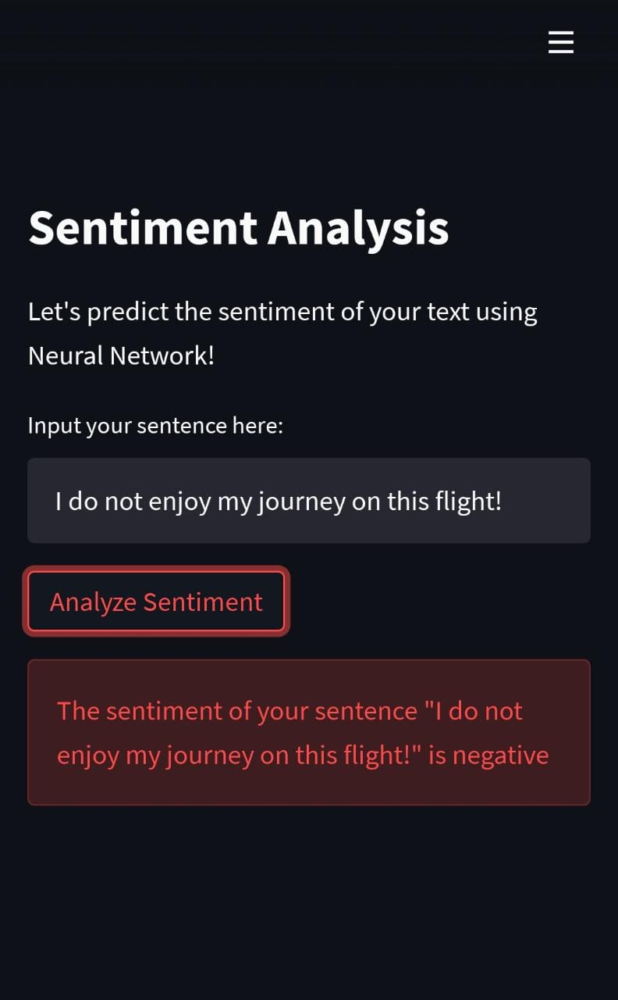 Sentiment Analysis
Let's predict the sentiment of your text using
Neural Network!
Input your sentence here:
I do not enjoy my journey on this flight!
Analyze Sentiment
The sentiment of your sentence "I do not
enjoy my journey on this flight!" is negative